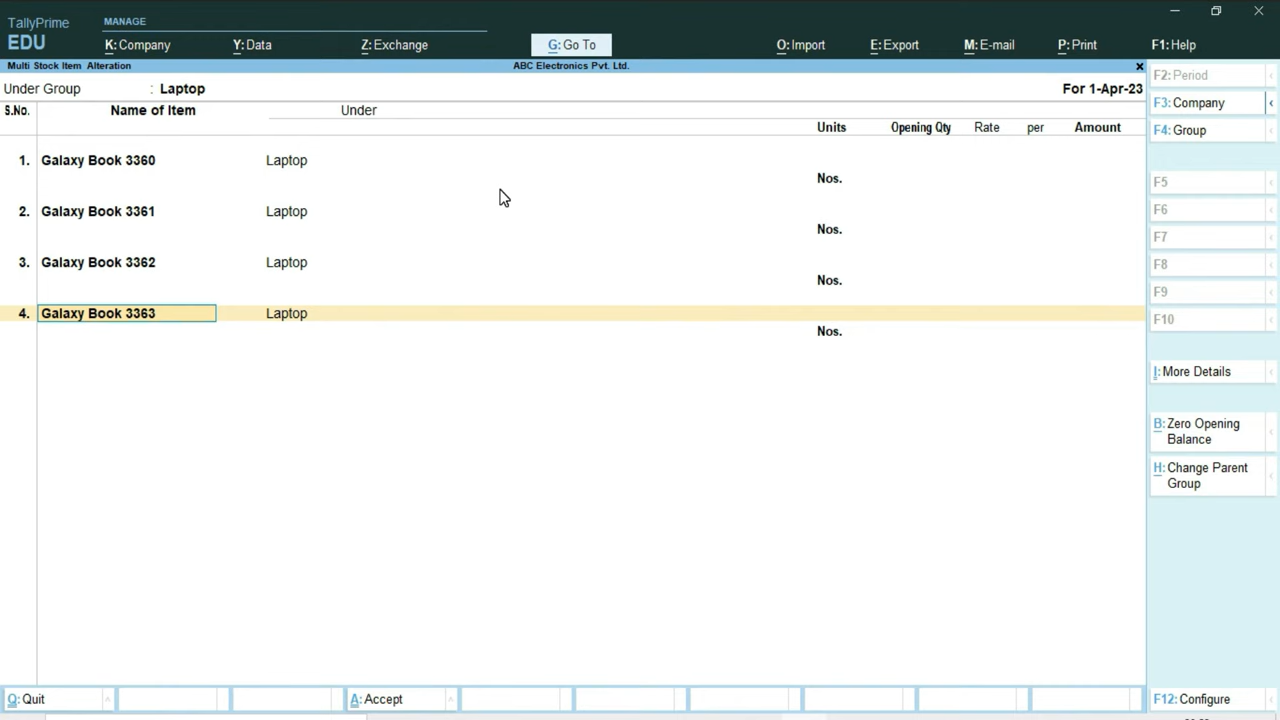 TallyPrime
EDU
MANAGE
K: Company
Y: Data
Z: Exchange
G: Go To
O: Import
E: Export
M: E-mail
P: Print
F1: Help
Multi Stock Item Alteration
ABC Electronics Pvt. Ltd.
Under Group : Laptop
For 1-Apr-23
S.No. Name of Item Under
Units Opening Qty Rate per Amount
1. Galaxy Book 3360 Laptop
Nos.
2. Galaxy Book 3361 Laptop
Nos.
3. Galaxy Book 3362 Laptop
Nos.
4. Galaxy Book 3363 Laptop
Nos.
F2: Period
F3: Company
F4: Group
F5
F6
F7
F8
F9
F10
I: More Details
B: Zero Opening
Balance
H: Change Parent
Group
Q: Quit
A: Accept
F12: Configure